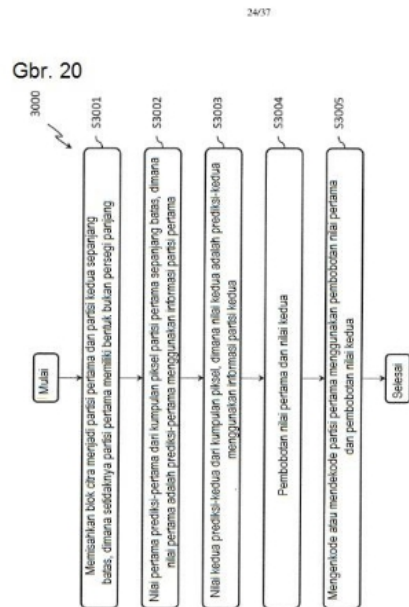 24/37
Gbr. 20
3000
Mulai
Memisahkan blok citra menjadi partisi pertama dan partisi kedua sepanjang
batas, dimana setidaknya partisi pertama memiliki bentuk bukan persegi panjang
S3001
Nilai pertama prediksi-pertama dari kumpulan piksel partisi pertama sepanjang batas, dimana
nilai pertama adalah prediksi-pertama menggunakan informasi partisi pertama
S3002
Nilai kedua prediksi-kedua dari kumpulan piksel, dimana nilai kedua adalah prediksi-kedua
menggunakan informasi partisi kedua
S3003
Pembobotan nilai pertama dan nilai kedua
S3004
Mengenkode atau mendekode partisi pertama menggunakan pembobotan nilai pertama
dan pembobotan nilai kedua
S3005
Selesai